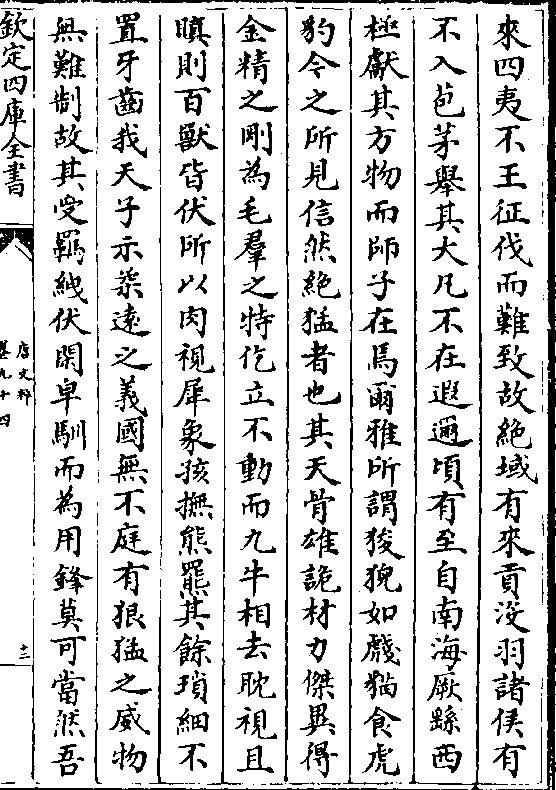 來四夷不王征伐而難致故絶域有來貢没羽諸侯有
不入苞茅舉其大凡不在遐邇頃有至自南海厥繇西
極獻其方物而師子在焉爾雅所謂狻猊如虥猫食虎
豹今之所見信然絶猛者也其天骨雄詭材力傑異得
金精之剛為毛羣之特仡立不動而九牛相去眈視且
瞋則百獸皆伏所以肉視犀象孩撫熊羆其餘瑣細不
置牙齒我天子示柔遠之義國無不庭有狠猛之威物
無難制故其受羈紲伏閑皁馴而為用鋒莫可當然吾
欽定四庫全書
唐文粹
卷九十四
十二